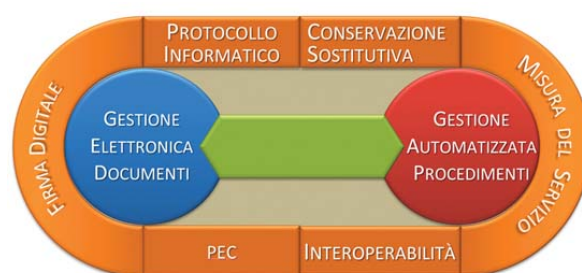 PROTOCOLLO
INFORMATICO
CONSERVAZIONE
SOSTITUTIVA
FIRMA DIGITALE
GESTIONE
ELETTRONICA
DOCUMENTI
GESTIONE
AUTOMATIZZATA
PROCEDIMENTI
MISURA DEL SERVIZIO
PEC
INTEROPERABILITÀ